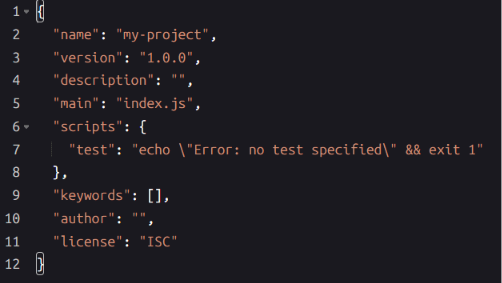 1 {
2   "name": "my-project",
3   "version": "1.0.0",
4   "description": "",
5   "main": "index.js",
6   "scripts": {
7     "test": "echo \"Error: no test specified\" && exit 1"
8   },
9   "keywords": [],
10   "author": "",
11   "license": "ISC"
12 }